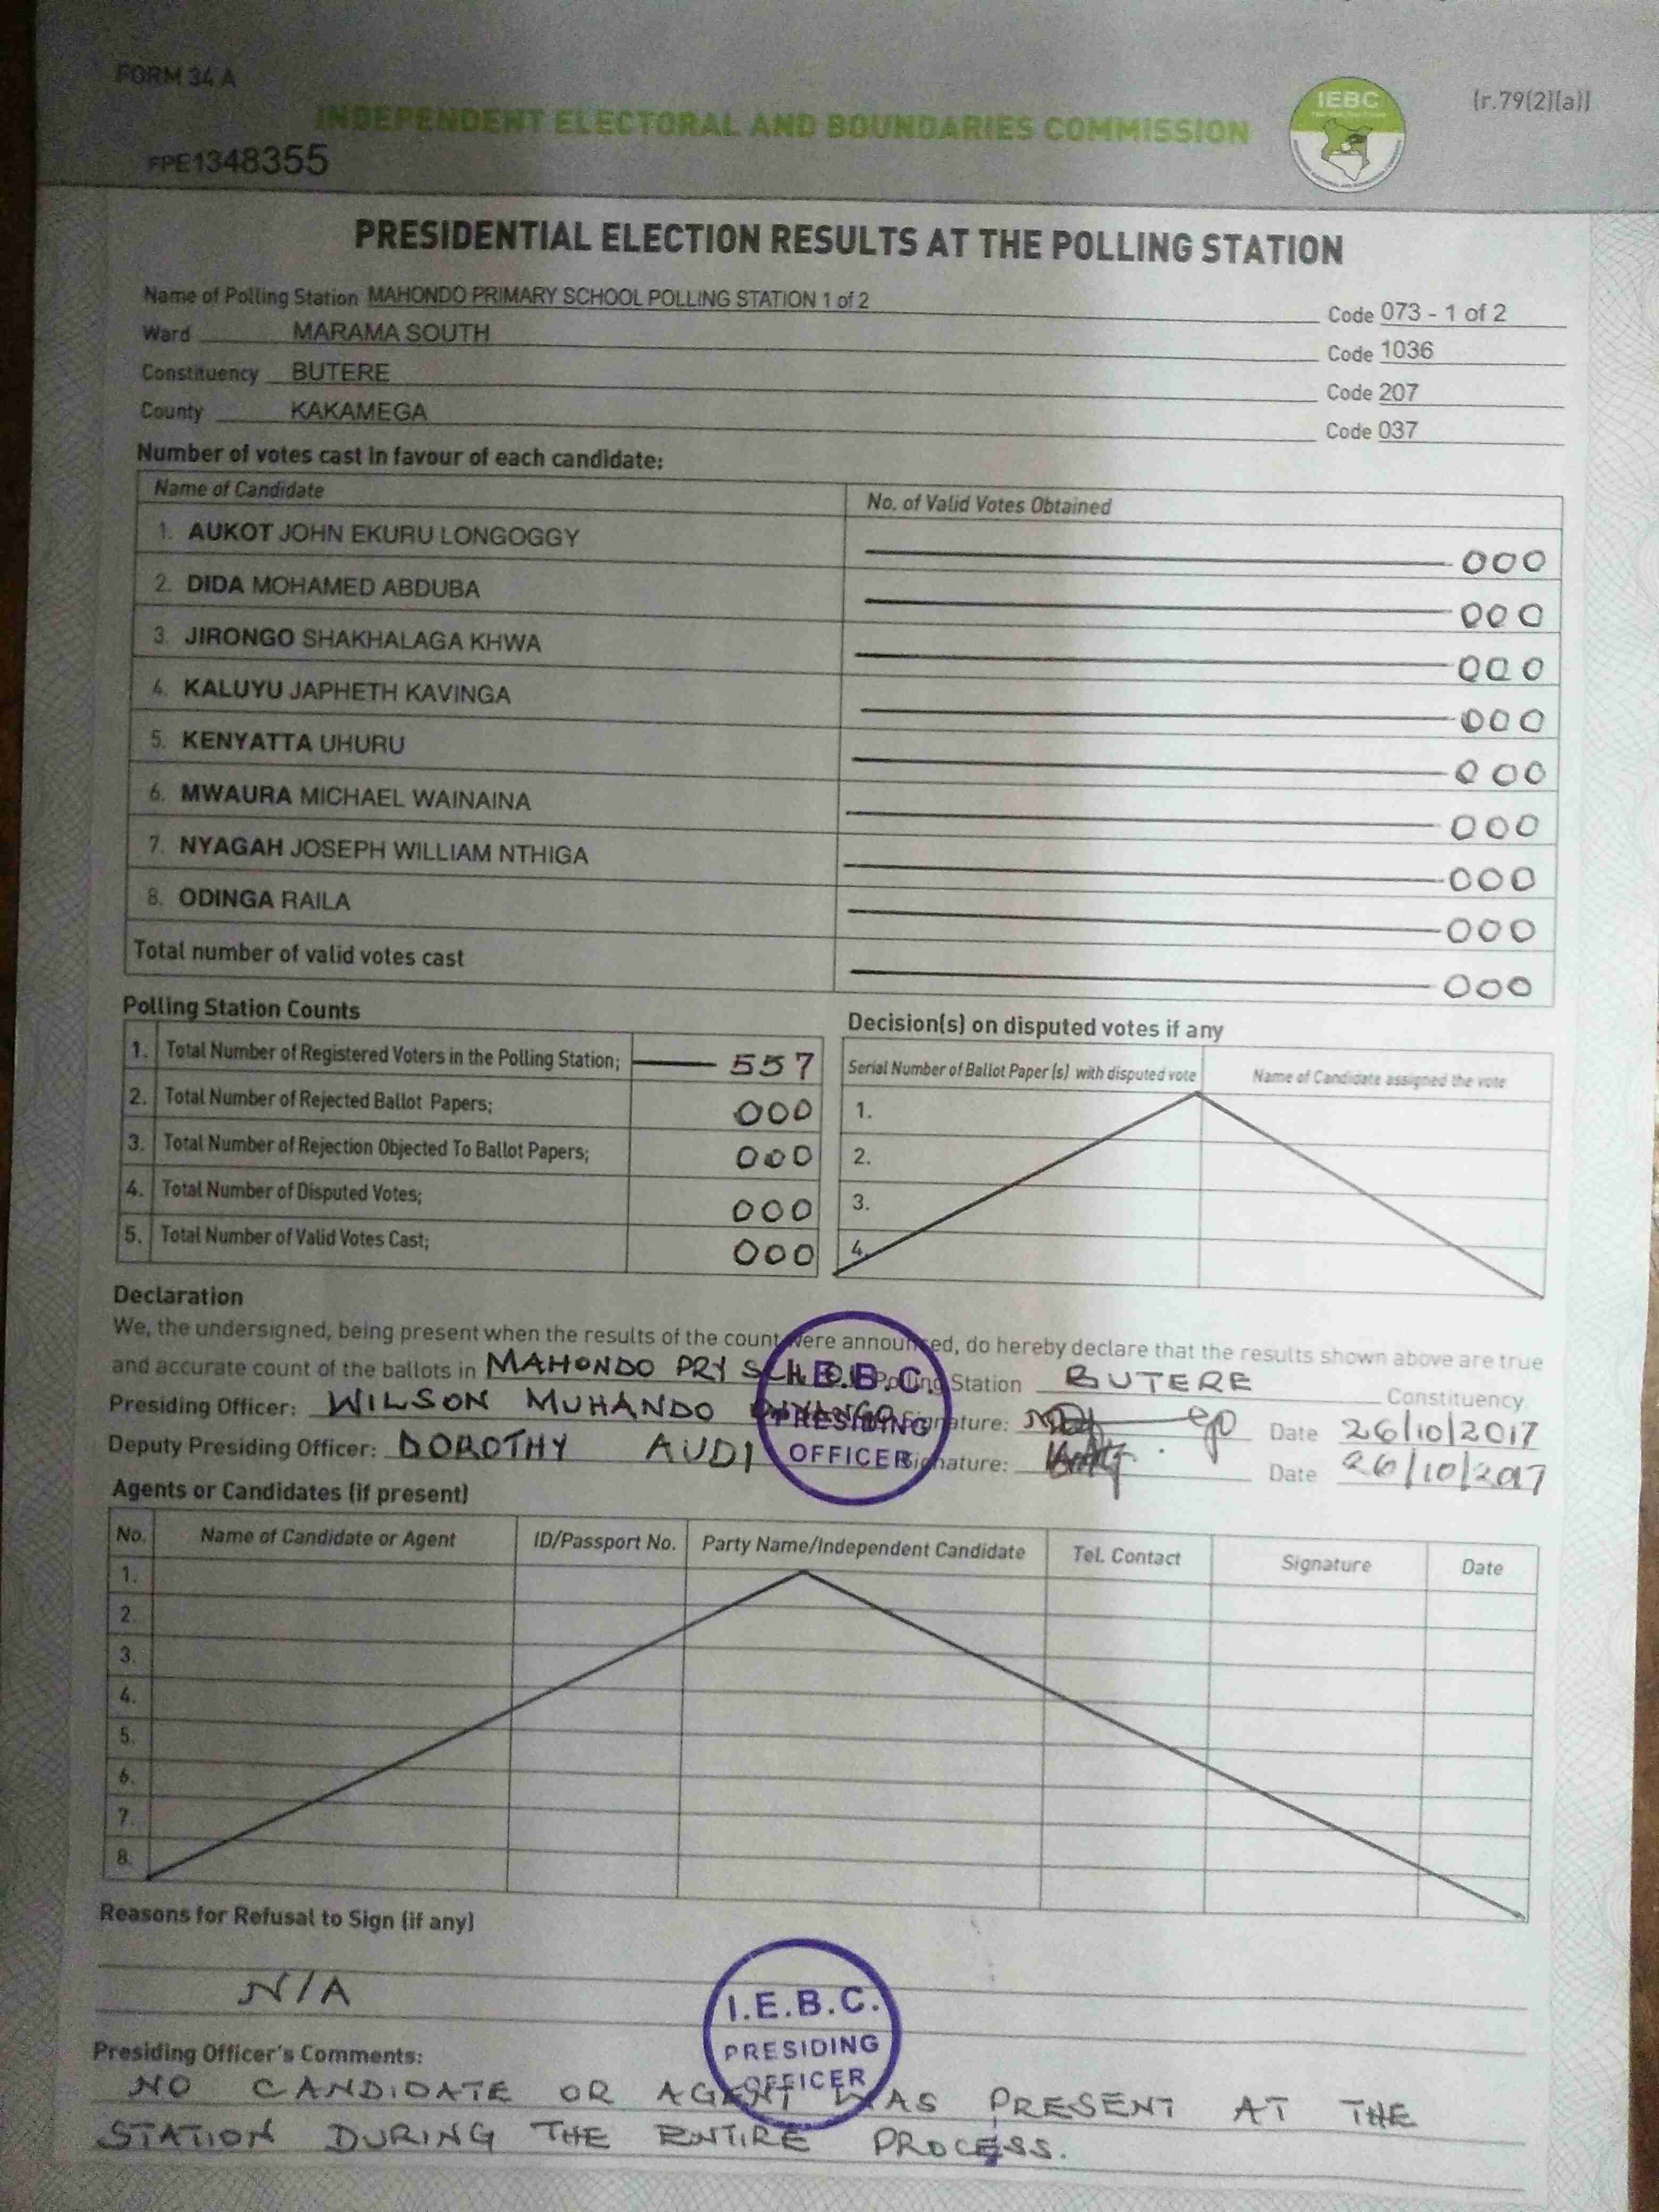 FORM 34 A
(r.79(2)(a))
INDEPENDENT ELECTORAL AND BOUNDARIES COMMISSION
IEBC
FPE1348355
PRESIDENTIAL ELECTION RESULTS AT THE POLLING STATION
Name of Polling Station MAHONDO PRIMARY SCHOOL POLLING STATION 1 of 2 Code 073 - 1 of 2
Ward MARAMA SOUTH Code 1036
Constituency BUTERE Code 207
County KAKAMEGA Code 037
Number of votes cast in favour of each candidate:
Name of Candidate No. of Valid Votes Obtained
1. AUKOT JOHN EKURU LONGOGGY 000
2. DIDA MOHAMED ABDUBA 000
3. JIRONGO SHAKHALAGA KHWA 000
4. KALUYU JAPHETH KAVINGA 000
5. KENYATTA UHURU 000
6. MWAURA MICHAEL WAINAINA 000
7. NYAGAH JOSEPH WILLIAM NTHIGA 000
8. ODINGA RAILA 000
Total number of valid votes cast 000
Polling Station Counts
1. Total Number of Registered Voters in the Polling Station; 557
2. Total Number of Rejected Ballot Papers; 000
3. Total Number of Rejection Objected To Ballot Papers; 000
4. Total Number of Disputed Votes; 000
5. Total Number of Valid Votes Cast; 000
Decision(s) on disputed votes if any
Serial Number of Ballot Paper (s) with disputed vote Name of Candidate assigned the vote
1.
2.
3.
4.
Declaration
We, the undersigned, being present when the results of the count were announced, do hereby declare that the results shown above are true
and accurate count of the ballots in MAHONDO PRY SCH. Polling Station BUTERE Constituency.
Presiding Officer: WILSON MUHANDO Signature: Date 26/10/2017
Deputy Presiding Officer: DOROTHY AUDI Signature: Date 26/10/2017
I.E.B.C.
PRESIDING
OFFICER
Agents or Candidates (if present)
No. Name of Candidate or Agent ID/Passport No. Party Name/Independent Candidate Tel. Contact Signature Date
1.
2.
3.
4.
5.
6.
7.
8.
Reasons for Refusal to Sign (if any)
N/A
I.E.B.C.
PRESIDING
OFFICER
Presiding Officer's Comments:
NO CANDIDATE OR AGENT WAS PRESENT AT THE
STATION DURING THE ENTIRE PROCESS.